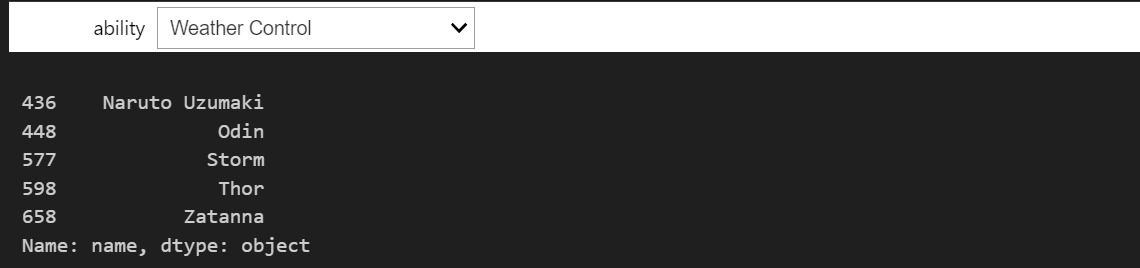 ability Weather Control
436    Naruto Uzumaki
448              Odin
577             Storm
598              Thor
658           Zatanna
Name: name, dtype: object